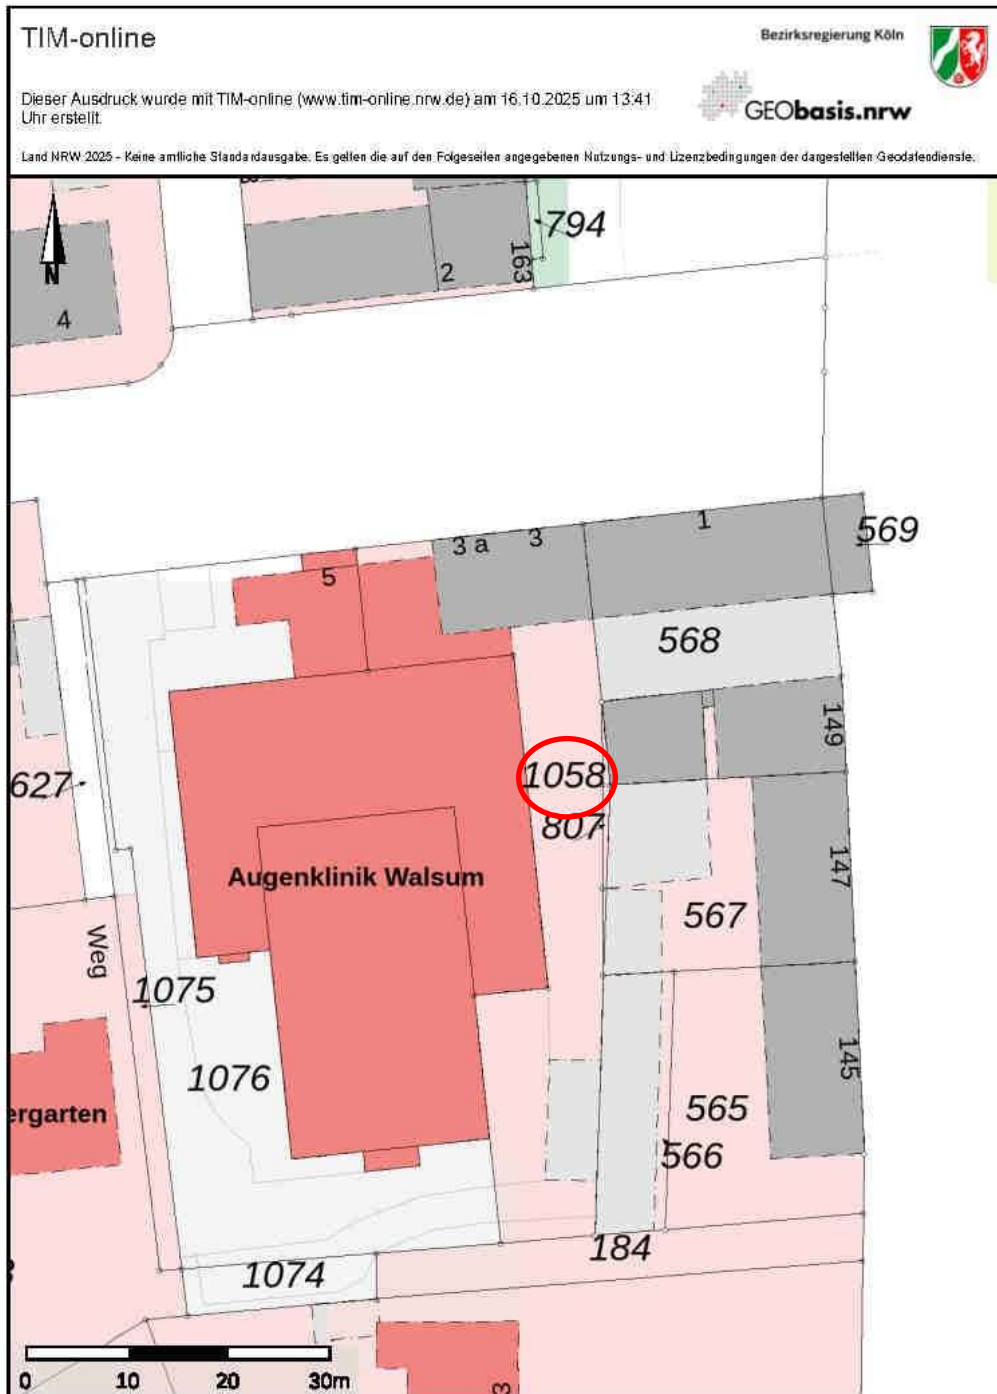 TIM-online
Bezirksregierung Köln
Dieser Ausdruck wurde mit TIM-online (www.tim-online.nrw.de) am 16.10.2025 um 13:41
Uhr erstellt.
GEObasis.nrw
Land NRW 2025 - Keine amtliche Standardausgabe. Es gelten die auf den Folgeseiten angegebenen Nutzungs- und Lizenzbedingungen der dargestellten Geodatendienste.
794
163
2
N
4
1
569
3 a
3
5
568
149
1058
627
807
147
Augenklinik Walsum
567
Weg
1075
145
1076
565
ergarten
566
184
1074
0
10
20
30m
3